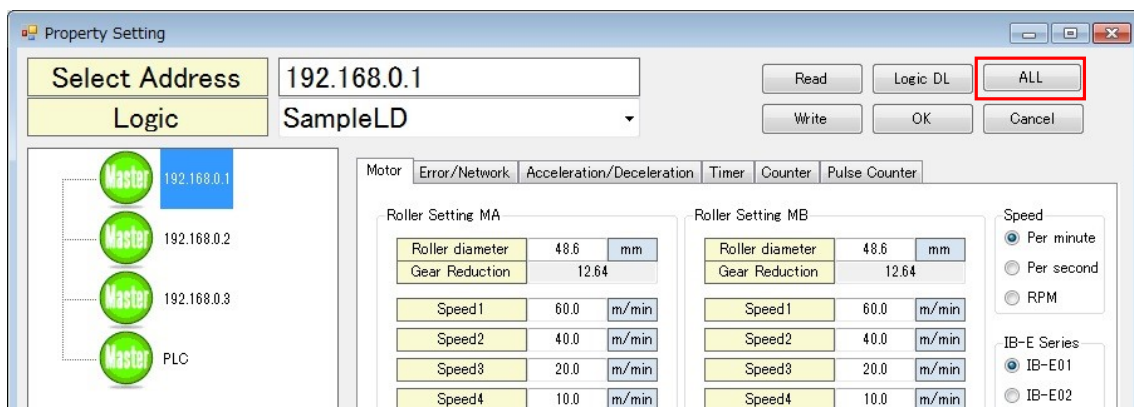 Property Setting
Select Address 192.168.0.1 Read Logic DL ALL
Logic SampleLD Write OK Cancel
Master 192.168.0.1
Master 192.168.0.2
Master 192.168.0.3
Master PLC
Motor Error/Network Acceleration/Deceleration Timer Counter Pulse Counter
Roller Setting MA
Roller diameter 48.6 mm
Gear Reduction 12.64
Speed1 60.0 m/min
Speed2 40.0 m/min
Speed3 20.0 m/min
Speed4 10.0 m/min
Roller Setting MB
Roller diameter 48.6 mm
Gear Reduction 12.64
Speed1 60.0 m/min
Speed2 40.0 m/min
Speed3 20.0 m/min
Speed4 10.0 m/min
Speed
Per minute
Per second
RPM
IB-E Series
IB-E01
IB-E02